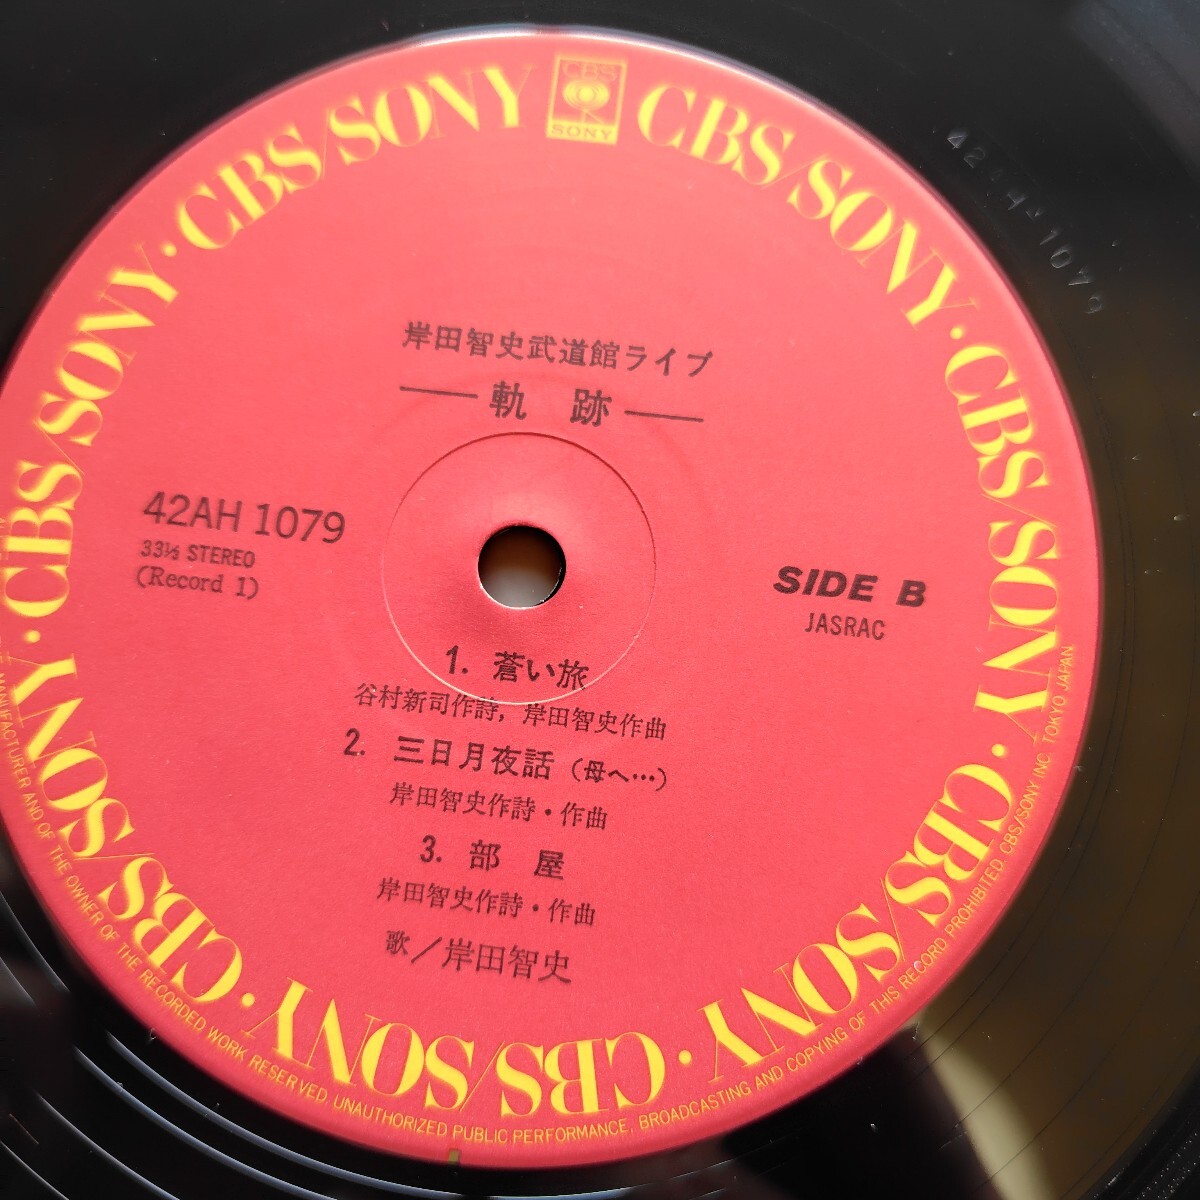 CBS
SONY
CBS/SONY · CBS/SONY · CBS/SONY · CBS/SONY · CBS/SONY · CBS/SONY · CBS/SONY · CBS/SONY
42AH-1079
岸田智史武道館ライブ
— 軌跡 —
42AH 1079
33⅓ STEREO
(Record 1)
SIDE B
JASRAC
1. 蒼い旅
谷村新司作詩, 岸田智史作曲
2. 三日月夜話 (母へ…)
岸田智史作詩・作曲
3. 部屋
岸田智史作詩・作曲
歌／岸田智史
MANUFACTURER AND OF THE OWNER OF THE RECORDED WORK RESERVED. UNAUTHORIZED PUBLIC PERFORMANCE, BROADCASTING AND COPYING OF THIS RECORD PROHIBITED. CBS/SONY INC. TOKYO JAPAN